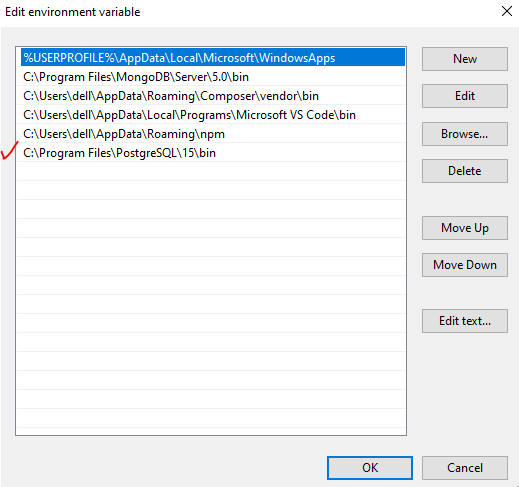 Edit environment variable
%USERPROFILE%\AppData\Local\Microsoft\WindowsApps
C:\Program Files\MongoDB\Server\5.0\bin
C:\Users\dell\AppData\Roaming\Composer\vendor\bin
C:\Users\dell\AppData\Local\Programs\Microsoft VS Code\bin
C:\Users\dell\AppData\Roaming\npm
C:\Program Files\PostgreSQL\15\bin
New
Edit
Browse...
Delete
Move Up
Move Down
Edit text...
OK
Cancel